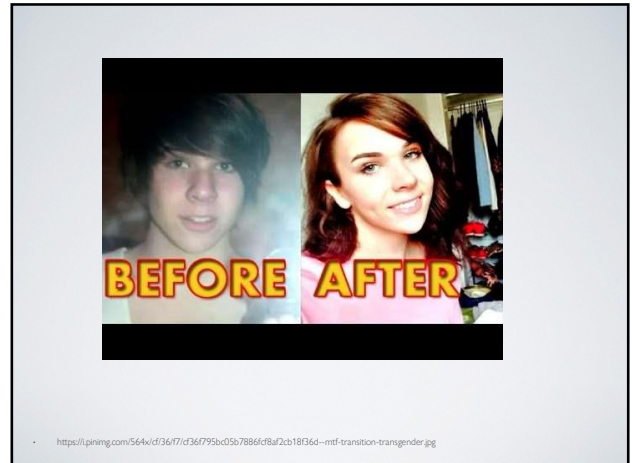 BEFORE AFTER
- https://i.pinimg.com/564x/cf/36/f7/cf36f795bc05b7886fcf8af2cb18f36d--mtf-transition-transgender.jpg